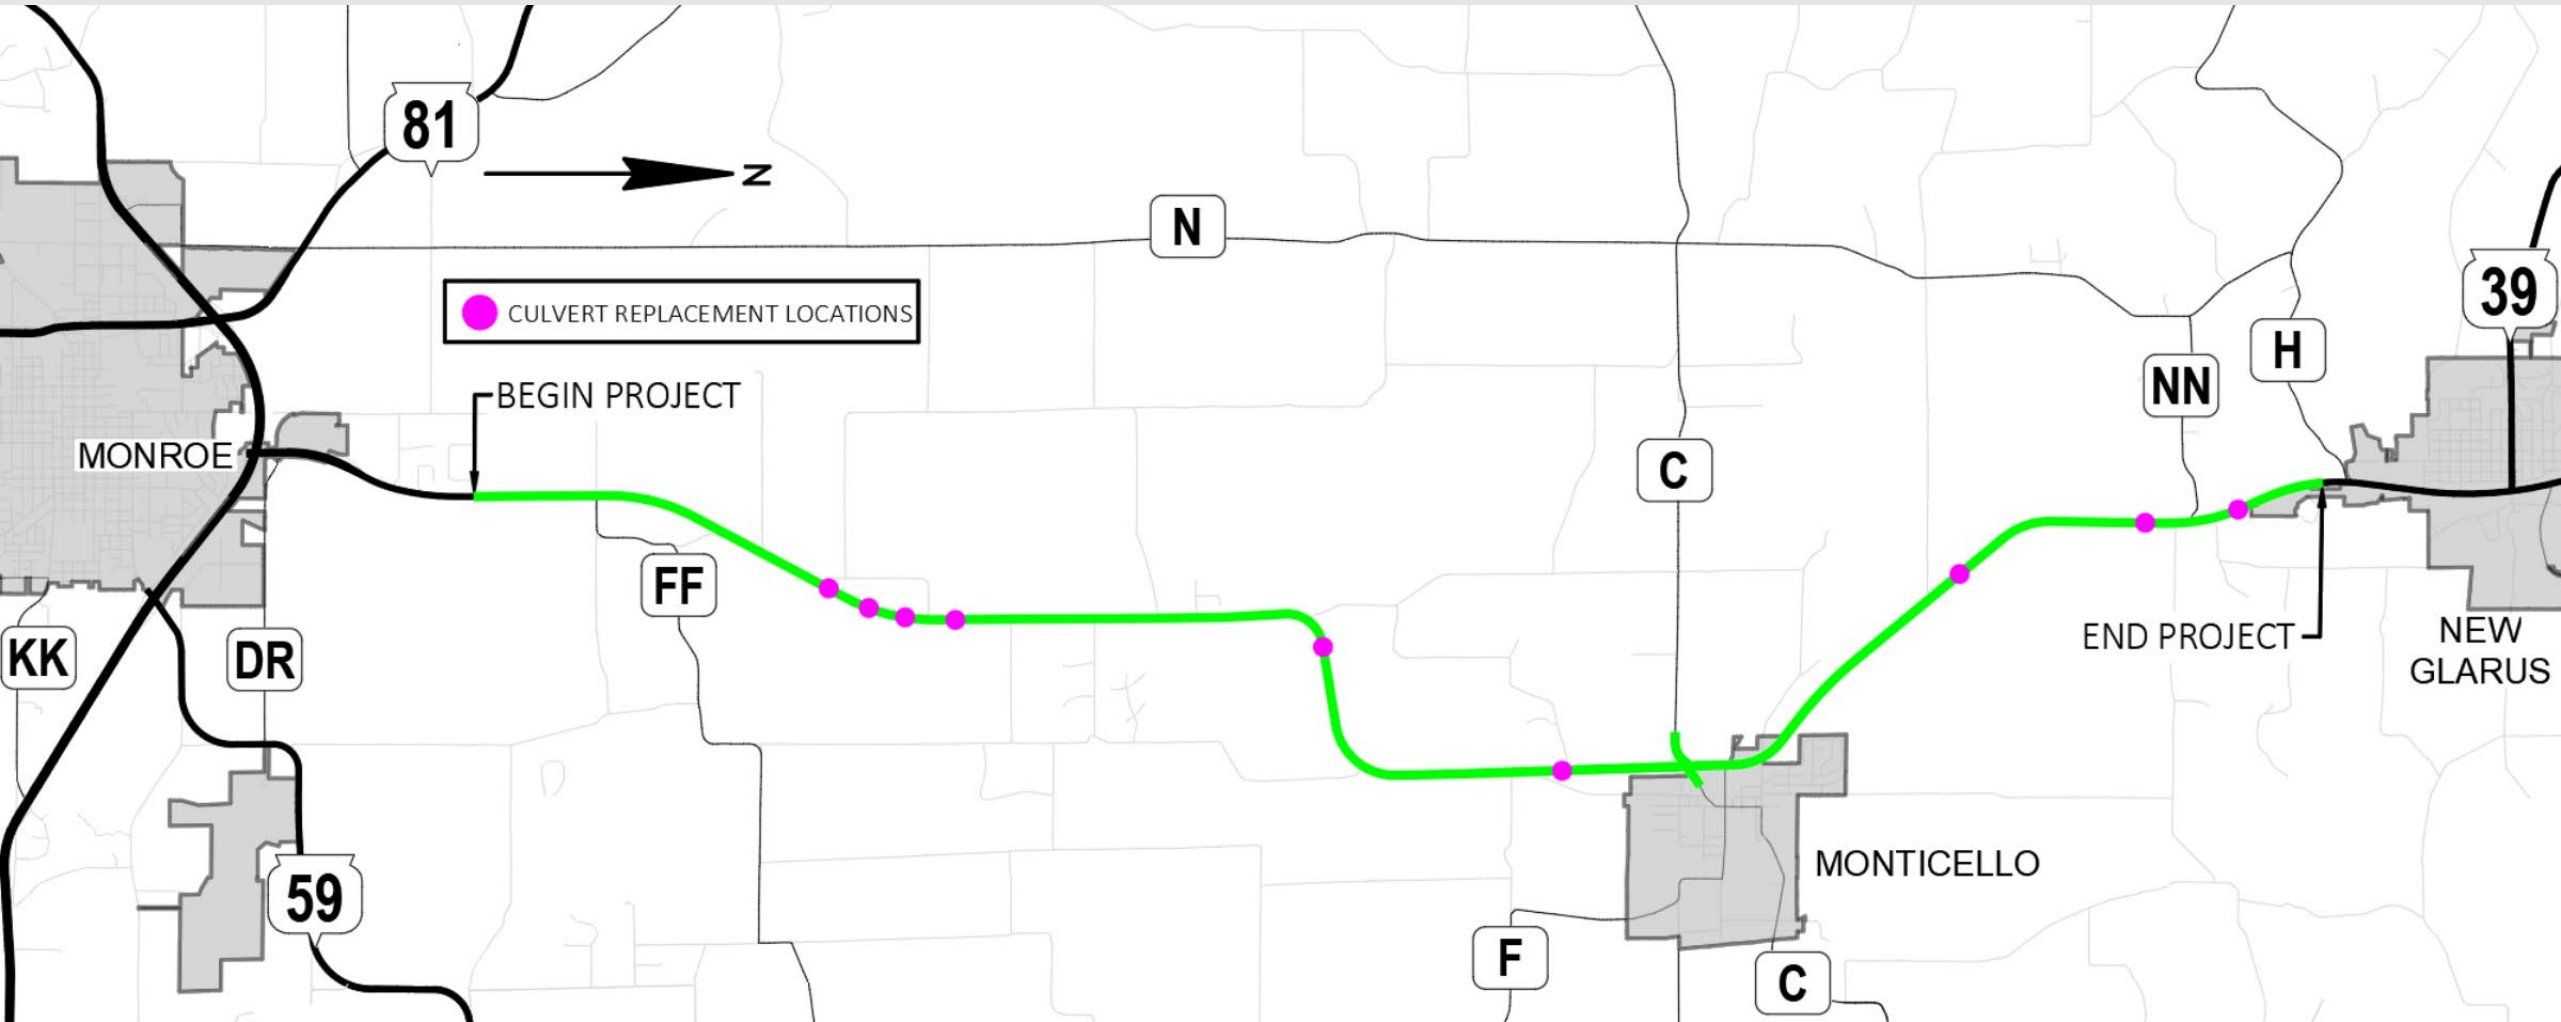 81
N
N
CULVERT REPLACEMENT LOCATIONS
39
H
NN
BEGIN PROJECT
MONROE
C
FF
END PROJECT
NEW
GLARUS
KK
DR
MONTICELLO
59
F
C